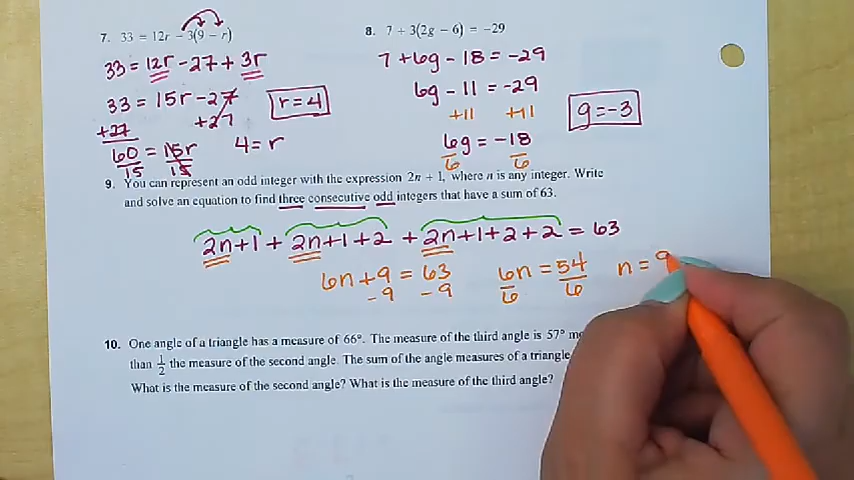 7. 33 = 12r - 3(9 - r)
33 = 12r - 27 + 3r
33 = 15r - 27
+27 +27
60 = 15r
15 15
4 = r
r = 4
8. 7 + 3(2g - 6) = -29
7 + 6g - 18 = -29
6g - 11 = -29
+11 +11
6g = -18
6 6
g = -3
9. You can represent an odd integer with the expression 2n + 1, where n is any integer. Write
and solve an equation to find three consecutive odd integers that have a sum of 63.
2n+1 + 2n+1+2 + 2n+1+2+2 = 63
6n + 9 = 63
-9 -9
6n = 54
6 6
n = 9
10. One angle of a triangle has a measure of 66°. The measure of the third angle is 57°
than 1/2 the measure of the second angle. The sum of the angle measures of a triangle
What is the measure of the second angle? What is the measure of the third angle?